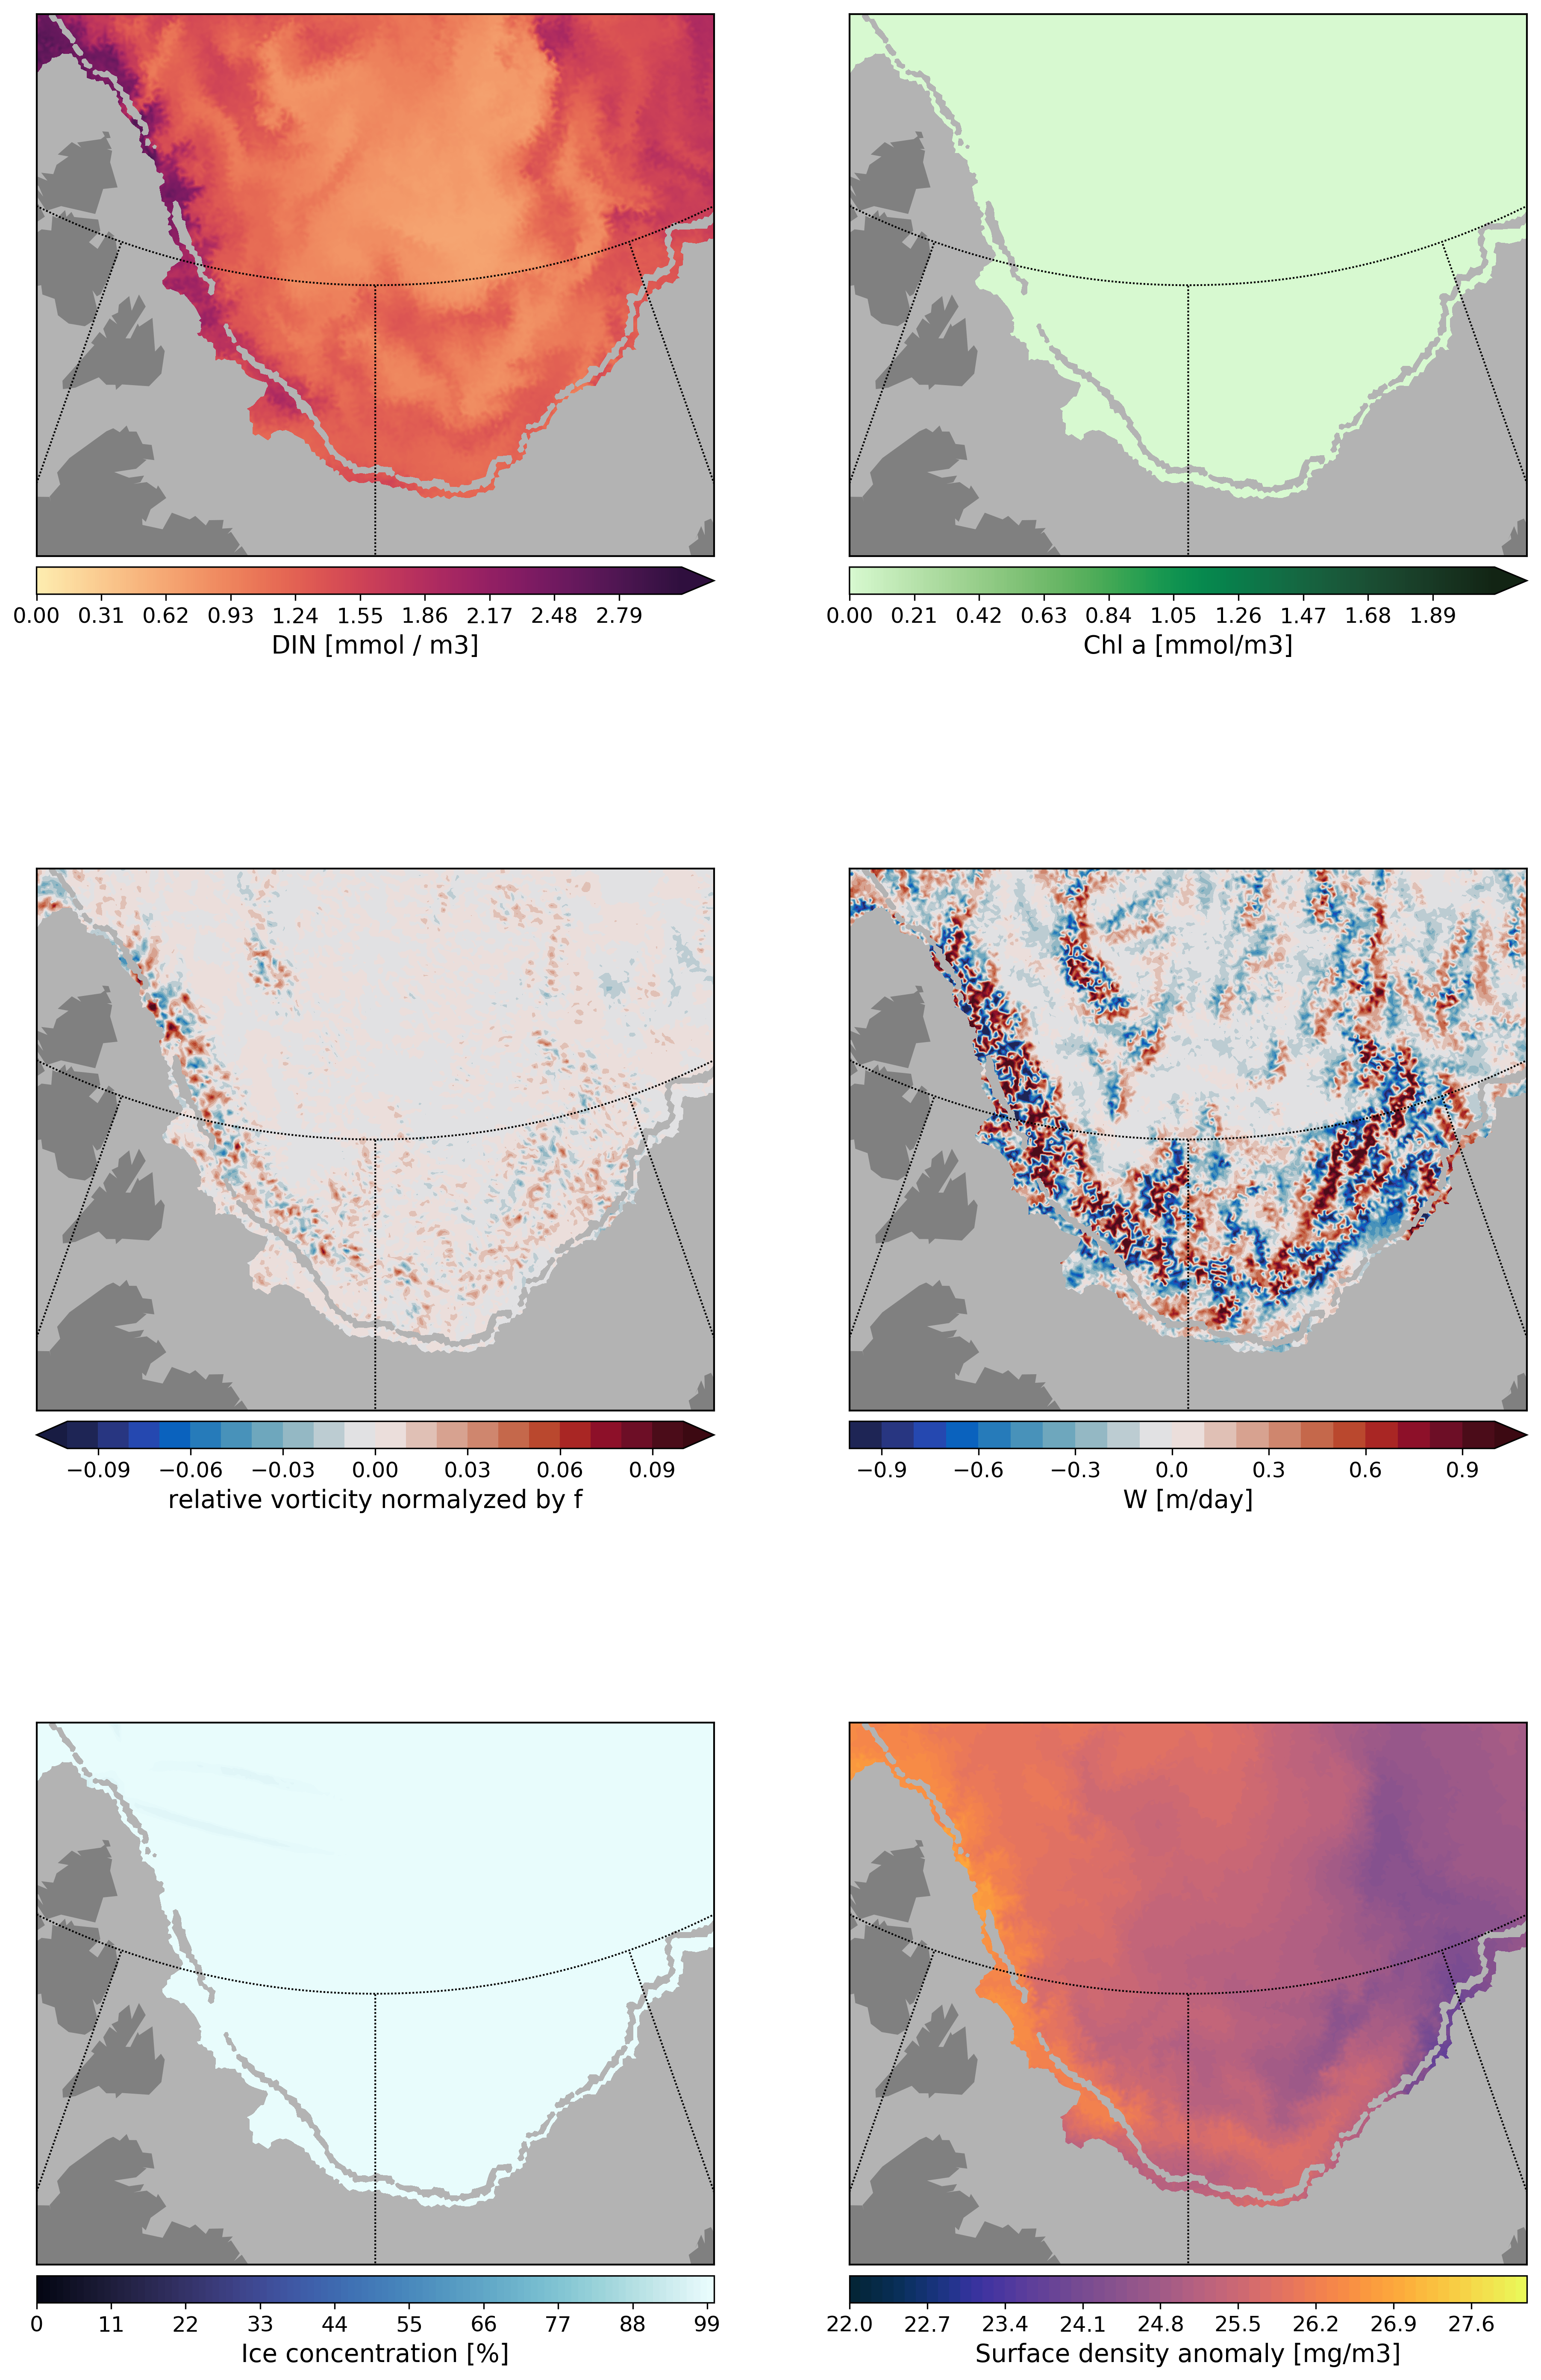 0.00 0.31 0.62 0.93 1.24 1.55 1.86 2.17 2.48 2.79
DIN [mmol / m3]
0.00 0.21 0.42 0.63 0.84 1.05 1.26 1.47 1.68 1.89
Chl a [mmol/m3]
−0.09 −0.06 −0.03 0.00 0.03 0.06 0.09
relative vorticity normalyzed by f
−0.9 −0.6 −0.3 0.0 0.3 0.6 0.9
W [m/day]
0 11 22 33 44 55 66 77 88 99
Ice concentration [%]
22.0 22.7 23.4 24.1 24.8 25.5 26.2 26.9 27.6
Surface density anomaly [mg/m3]